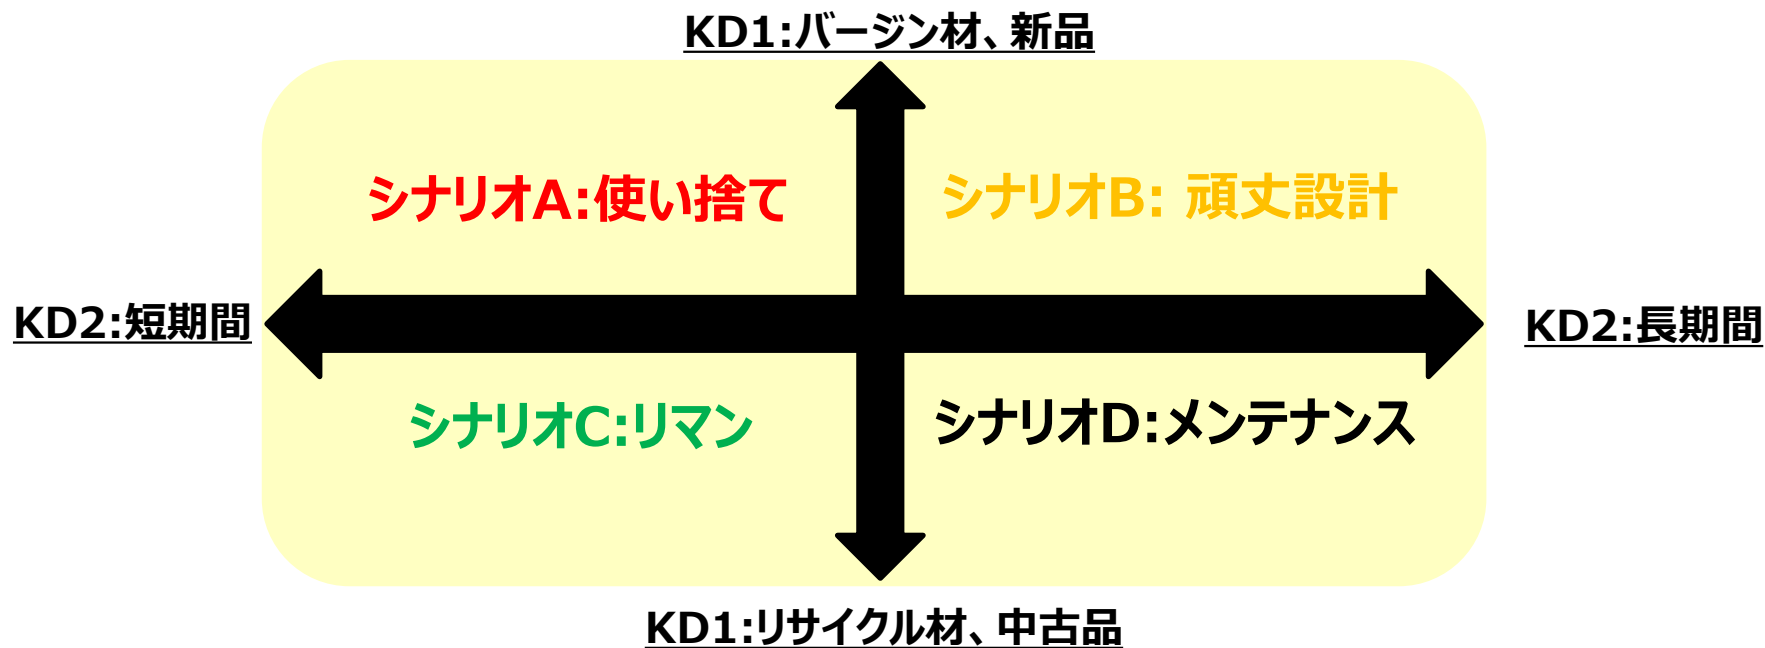 KD1:バージン材、新品
シナリオA:使い捨て
シナリオB: 頑丈設計
KD2:短期間
KD2:長期間
シナリオC:リマン
シナリオD:メンテナンス
KD1:リサイクル材、中古品